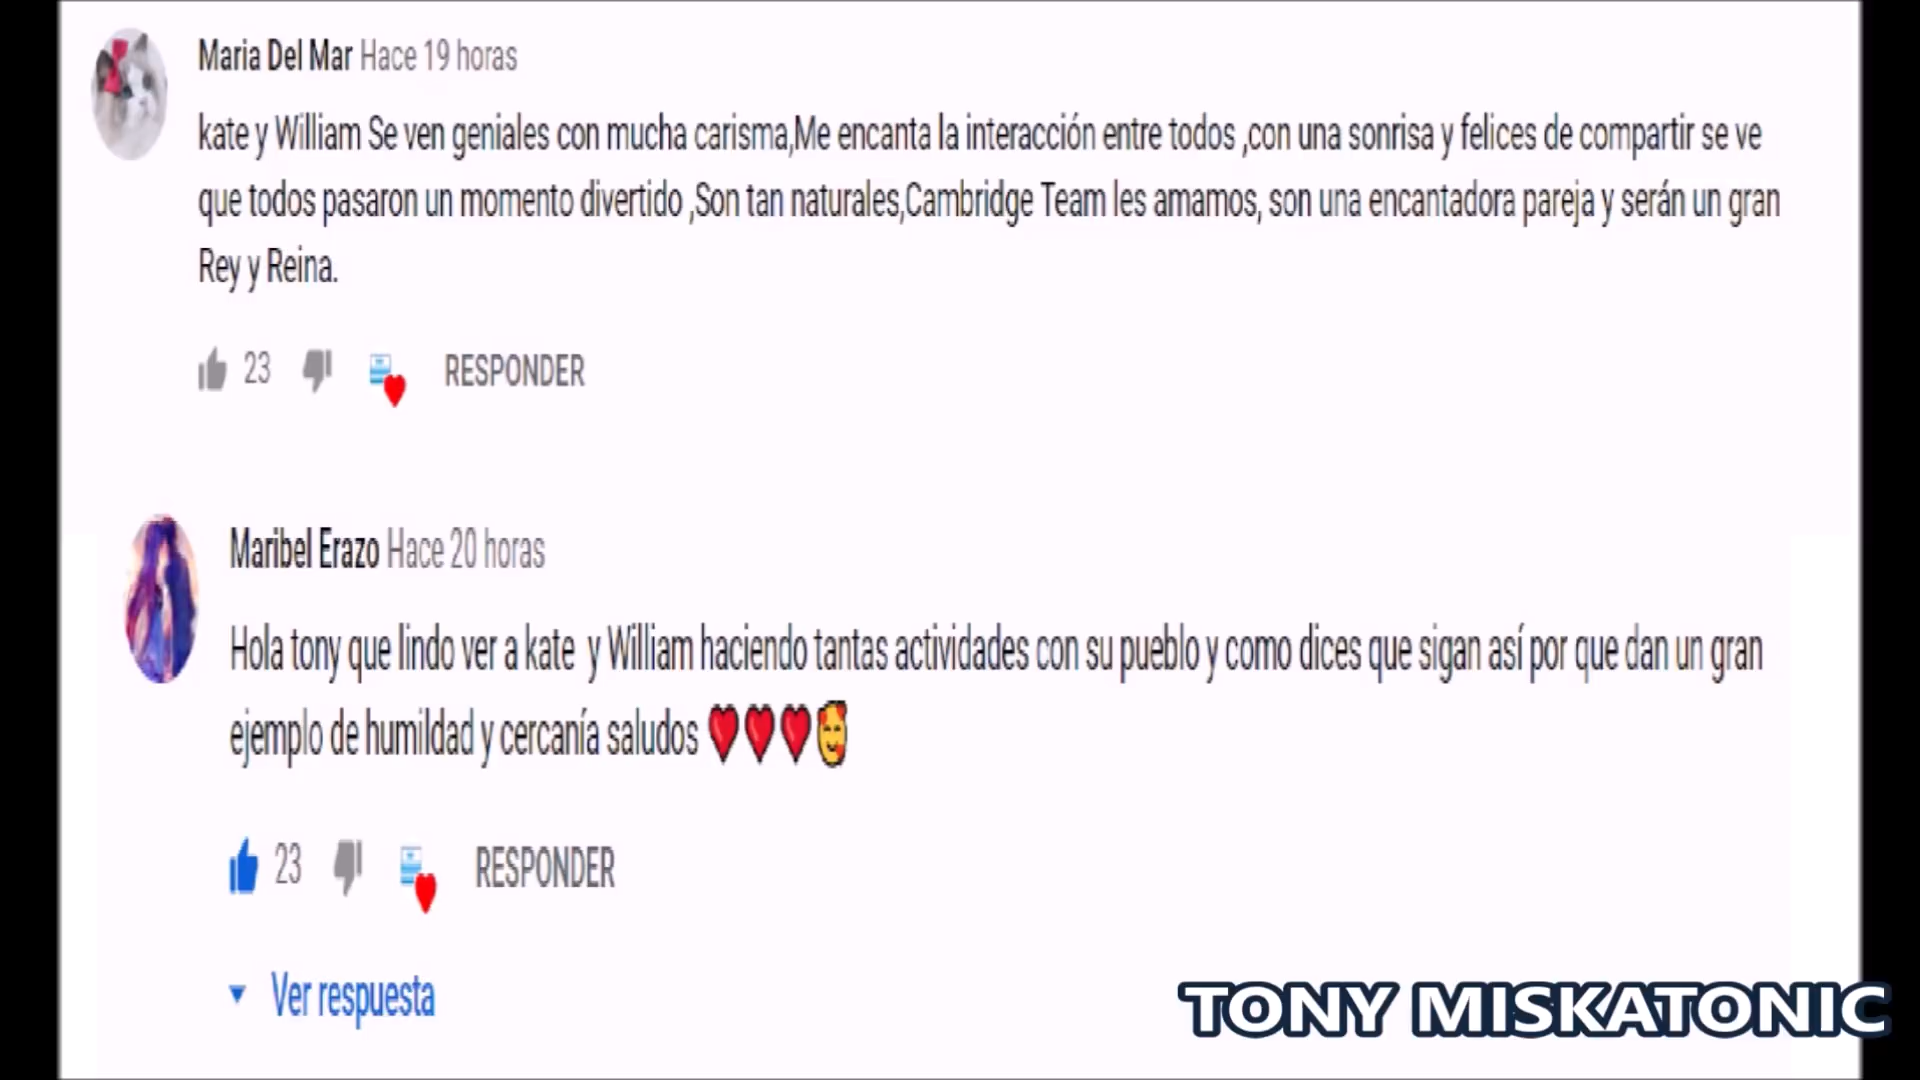 Maria Del Mar Hace 19 horas
kate y William Se ven geniales con mucha carisma,Me encanta la interacción entre todos ,con una sonrisa y felices de compartir se ve
que todos pasaron un momento divertido ,Son tan naturales,Cambridge Team les amamos, son una encantadora pareja y serán un gran
Rey y Reina.
23 RESPONDER
Maribel Erazo Hace 20 horas
Hola tony que lindo ver a kate y William haciendo tantas actividades con su pueblo y como dices que sigan así por que dan un gran
ejemplo de humildad y cercanía saludos ❤️❤️❤️🥰
23 RESPONDER
Ver respuesta
TONY MISKATONIC